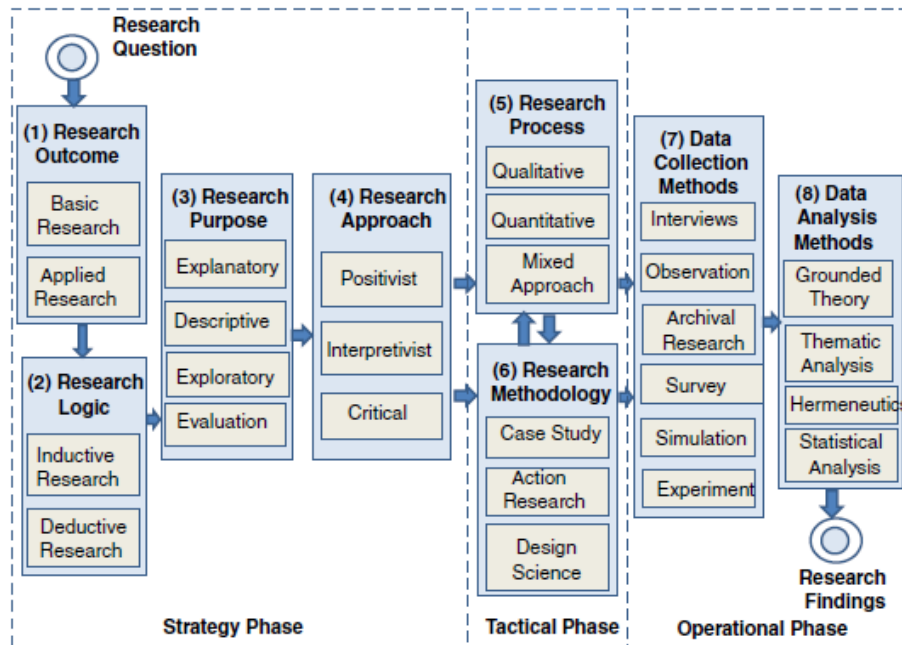 Research
Question
(1) Research
Outcome
Basic
Research
Applied
Research
(2) Research
Logic
Inductive
Research
Deductive
Research
(3) Research
Purpose
Explanatory
Descriptive
Exploratory
Evaluation
(4) Research
Approach
Positivist
Interpretivist
Critical
(5) Research
Process
Qualitative
Quantitative
Mixed
Approach
(6) Research
Methodology
Case Study
Action
Research
Design
Science
(7) Data
Collection
Methods
Interviews
Observation
Archival
Research
Survey
Simulation
Experiment
(8) Data
Analysis
Methods
Grounded
Theory
Thematic
Analysis
Hermeneutics
Statistical
Analysis
Research
Findings
Strategy Phase
Tactical Phase
Operational Phase